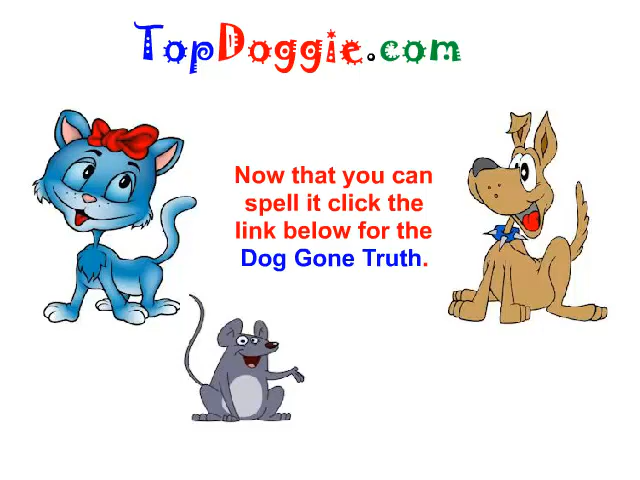 TopDoggie.com
Now that you can
spell it click the
link below for the
Dog Gone Truth.